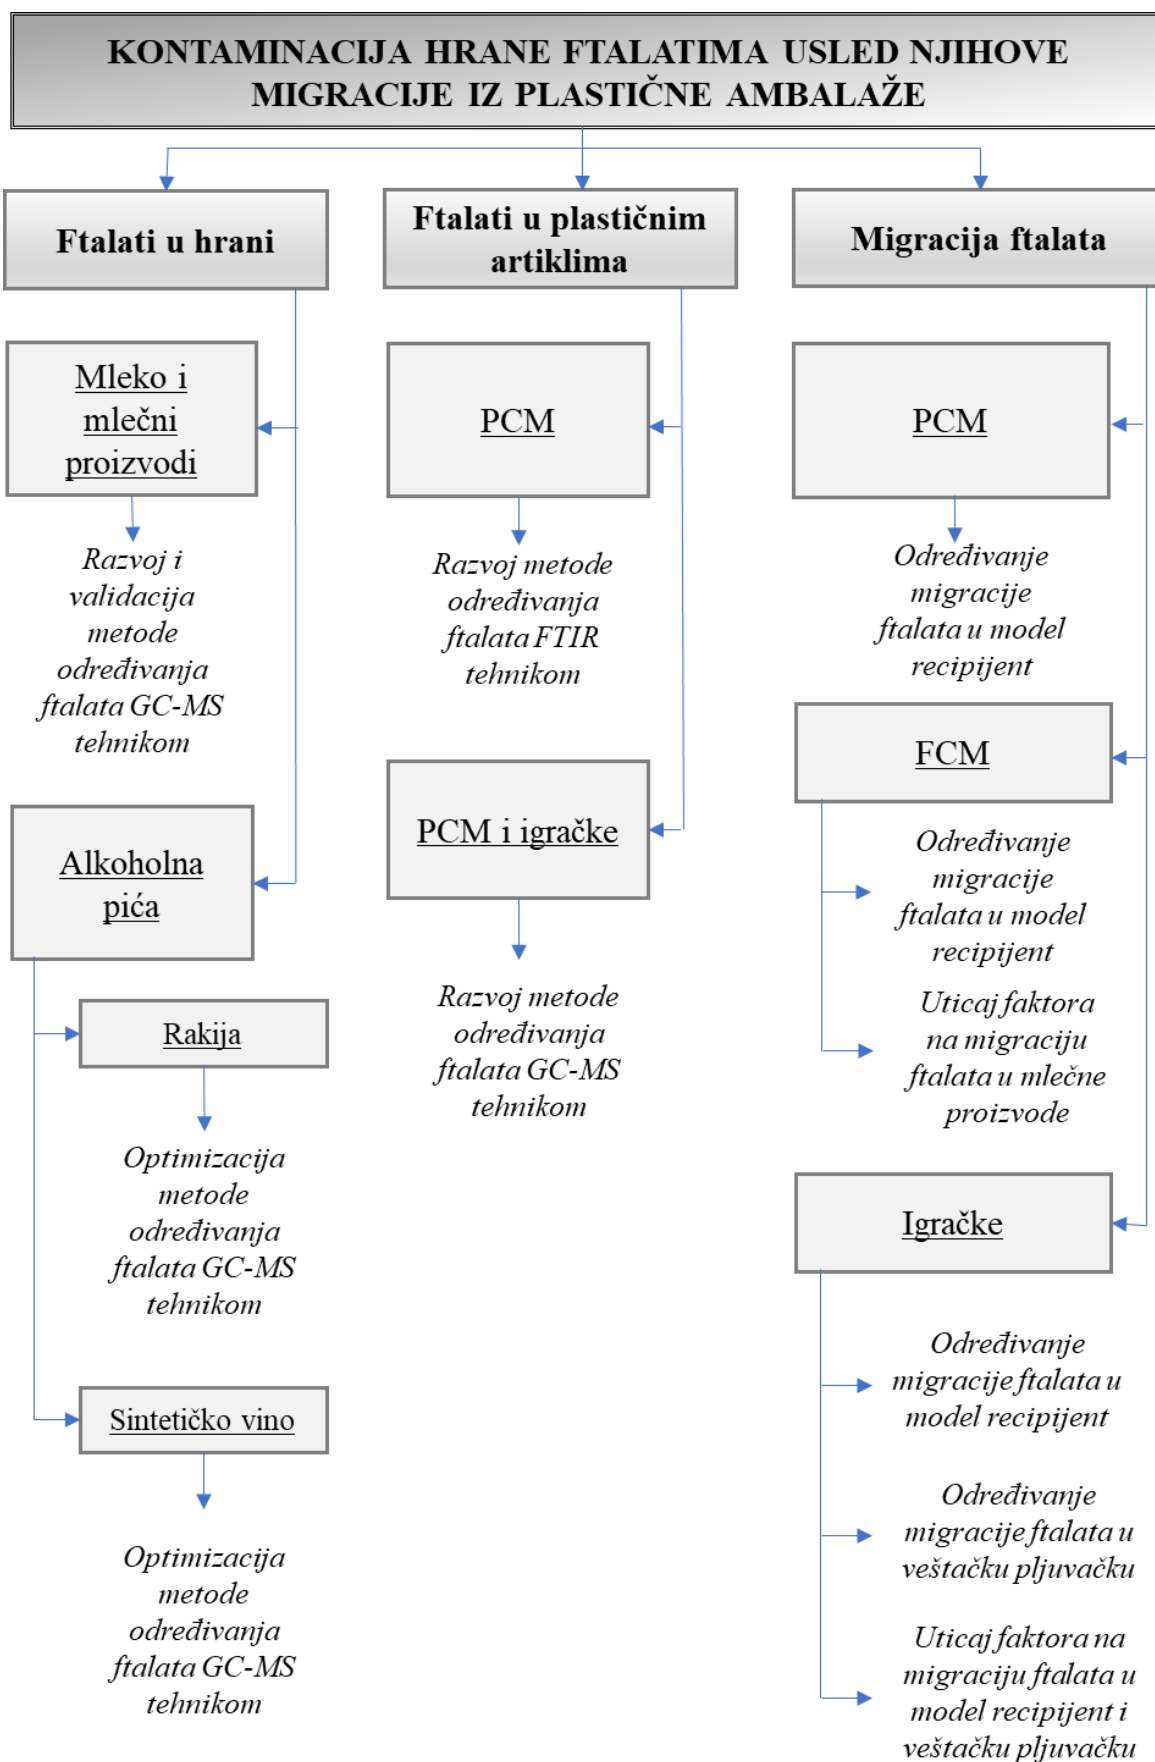 KONTAMINACIJA HRANE FTALATIMA USLED NJIHOVE
MIGRACIJE IZ PLASTIČNE AMBALAŽE
Ftalati u hrani
Mleko i
mlečni
proizvodi
Razvoj i
validacija
metode
određivanja
ftalata GC-MS
tehnikom
Alkoholna
pića
Rakija
Optimizacija
metode
određivanja
ftalata GC-MS
tehnikom
Sintetičko vino
Optimizacija
metode
određivanja
ftalata GC-MS
tehnikom
Ftalati u plastičnim
artiklima
PCM
Razvoj metode
određivanja
ftalata FTIR
tehnikom
PCM i igračke
Razvoj metode
određivanja
ftalata GC-MS
tehnikom
Migracija ftalata
PCM
Određivanje
migracije
ftalata u model
recipijent
FCM
Određivanje
migracije
ftalata u model
recipijent
Uticaj faktora
na migraciju
ftalata u mlečne
proizvode
Igračke
Određivanje
migracije ftalata u
model recipijent
Određivanje
migracije ftalata u
veštačku pljuvačku
Uticaj faktora na
migraciju ftalata u
model recipijent i
veštačku pljuvačku